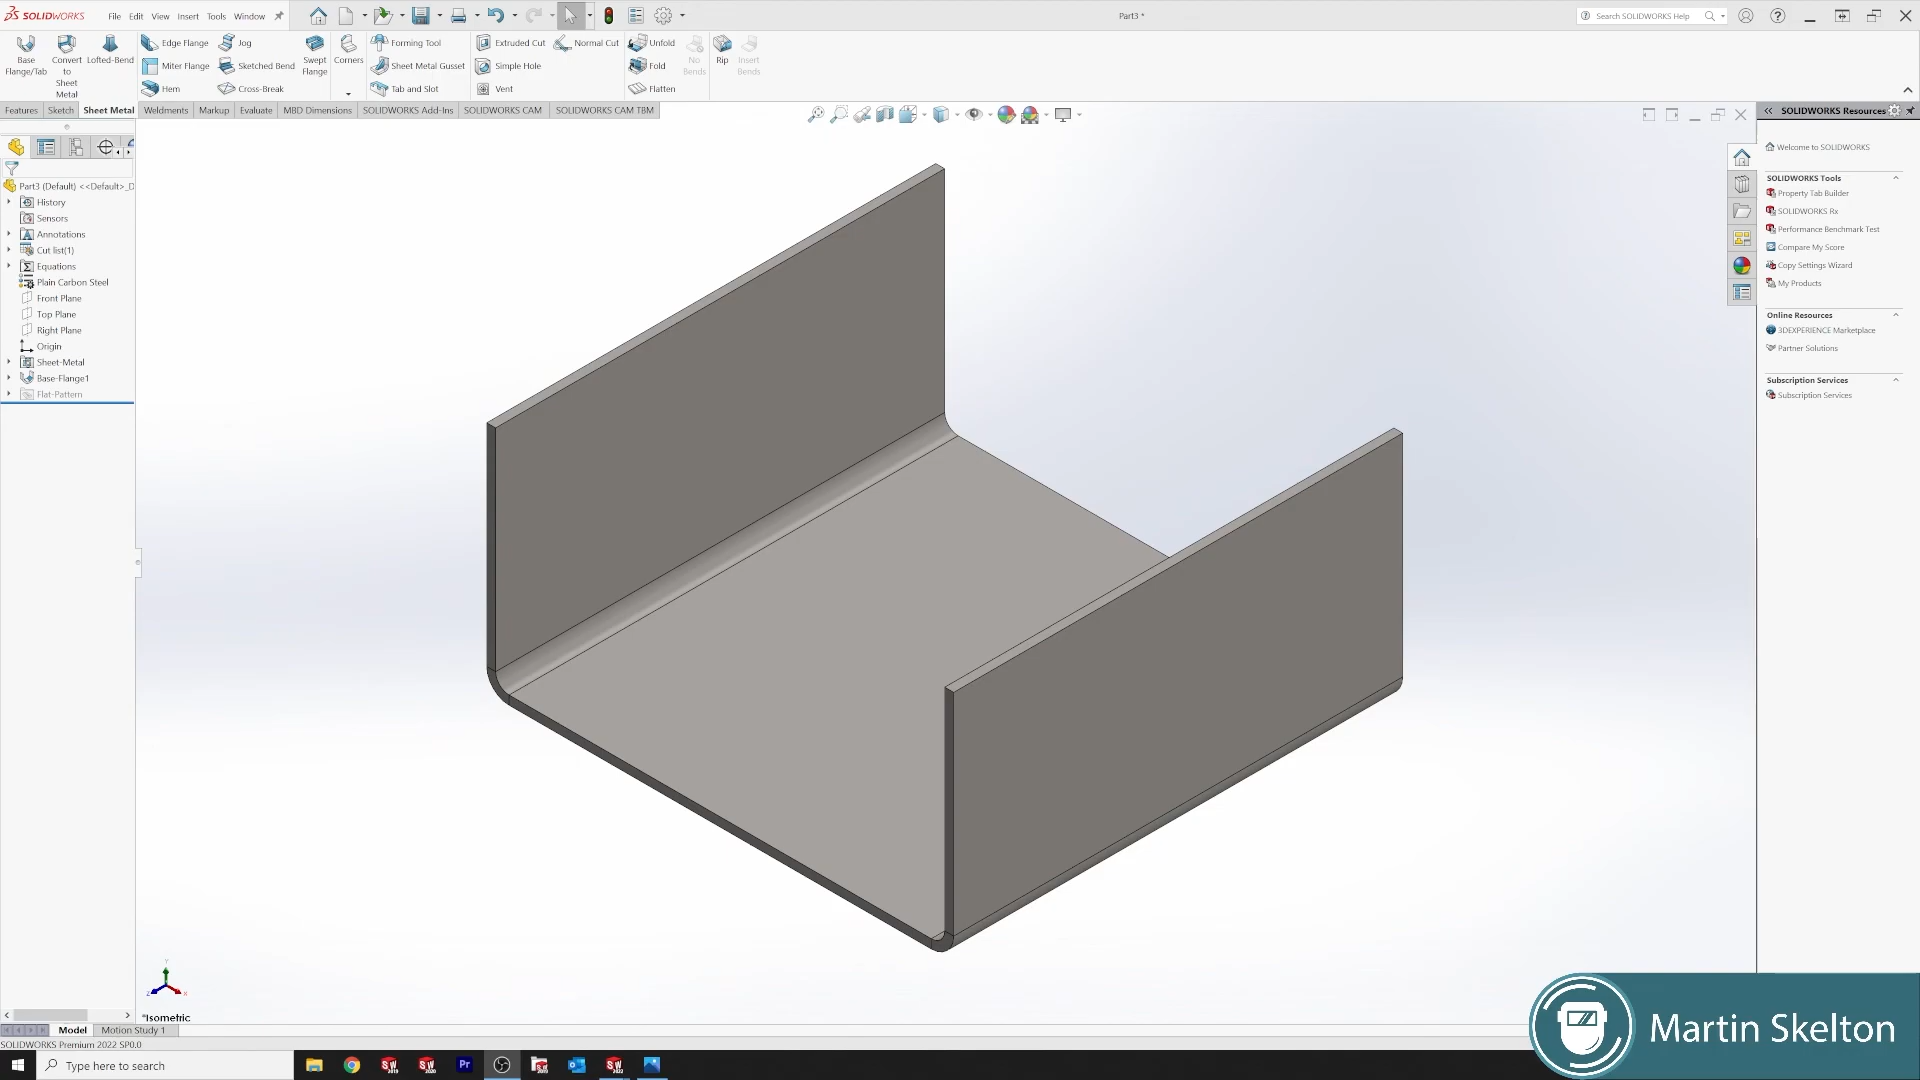 SOLIDWORKS File Edit View Insert Tools Window Part3 * Search SOLIDWORKS Help
Base Flange/Tab
Convert to Sheet Metal
Lofted-Bend
Edge Flange
Miter Flange
Hem
Jog
Sketched Bend
Cross-Break
Swept Flange
Corners
Forming Tool
Sheet Metal Gusset
Tab and Slot
Extruded Cut
Simple Hole
Vent
Normal Cut
Unfold
Fold
Flatten
No Bends
Rip
Insert Bends
Features Sketch Sheet Metal Weldments Markup Evaluate MBD Dimensions SOLIDWORKS Add-Ins SOLIDWORKS CAM SOLIDWORKS CAM TBM
Part3 (Default) <<Default>_D
History
Sensors
Annotations
Cut list(1)
Equations
Plain Carbon Steel
Front Plane
Top Plane
Right Plane
Origin
Sheet-Metal
Base-Flange1
Flat-Pattern
SOLIDWORKS Resources
Welcome to SOLIDWORKS
SOLIDWORKS Tools
Property Tab Builder
SOLIDWORKS Rx
Performance Benchmark Test
Compare My Score
Copy Settings Wizard
My Products
Online Resources
3DEXPERIENCE Marketplace
Partner Solutions
Subscription Services
Subscription Services
*Isometric
Model Motion Study 1
SOLIDWORKS Premium 2022 SP0.0
Type here to search
Martin Skelton